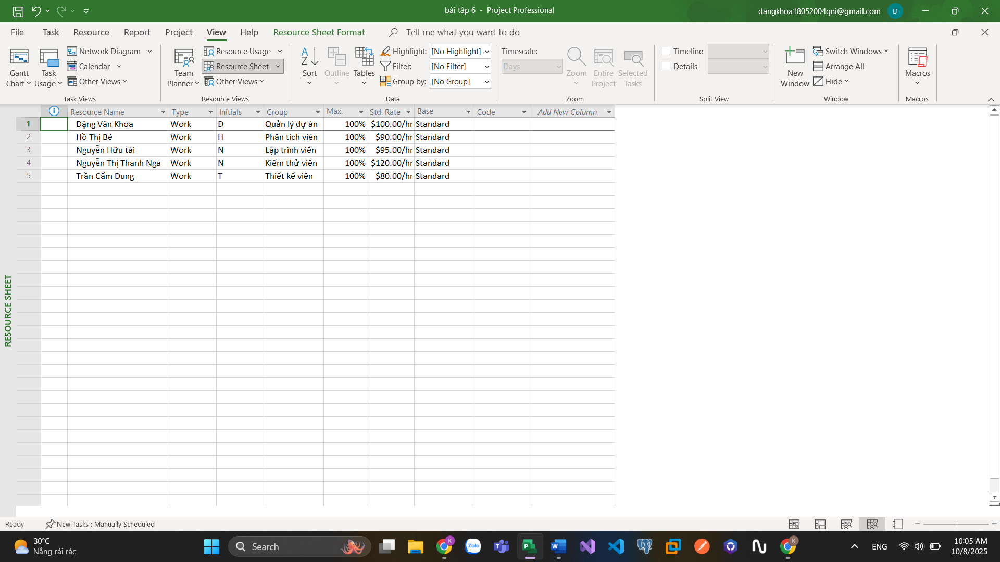 bài tập 6 - Project Professional
dangkhoa18052004qni@gmail.com
D
File Task Resource Report Project View Help Resource Sheet Format Tell me what you want to do
Gantt Chart
Task Usage
Network Diagram
Calendar
Other Views
Task Views
Team Planner
Resource Usage
Resource Sheet
Other Views
Resource Views
Sort
Outline
Tables
Highlight: [No Highlight]
Filter: [No Filter]
Group by: [No Group]
Data
Timescale:
Days
Zoom
Entire Project
Selected Tasks
Zoom
Timeline
Details
Split View
New Window
Switch Windows
Arrange All
Hide
Window
Macros
Macros
Resource Name Type Initials Group Max. Std. Rate Base Code Add New Column
1 Đặng Văn Khoa Work Đ Quản lý dự án 100% $100.00/hr Standard
2 Hồ Thị Bé Work H Phân tích viên 100% $90.00/hr Standard
3 Nguyễn Hữu tài Work N Lập trình viên 100% $95.00/hr Standard
4 Nguyễn Thị Thanh Nga Work N Kiểm thử viên 100% $120.00/hr Standard
5 Trần Cẩm Dung Work T Thiết kế viên 100% $80.00/hr Standard
RESOURCE SHEET
Ready New Tasks : Manually Scheduled
30°C
Nắng rải rác
Search
K
Zalo
K
ENG
10:05 AM
10/8/2025